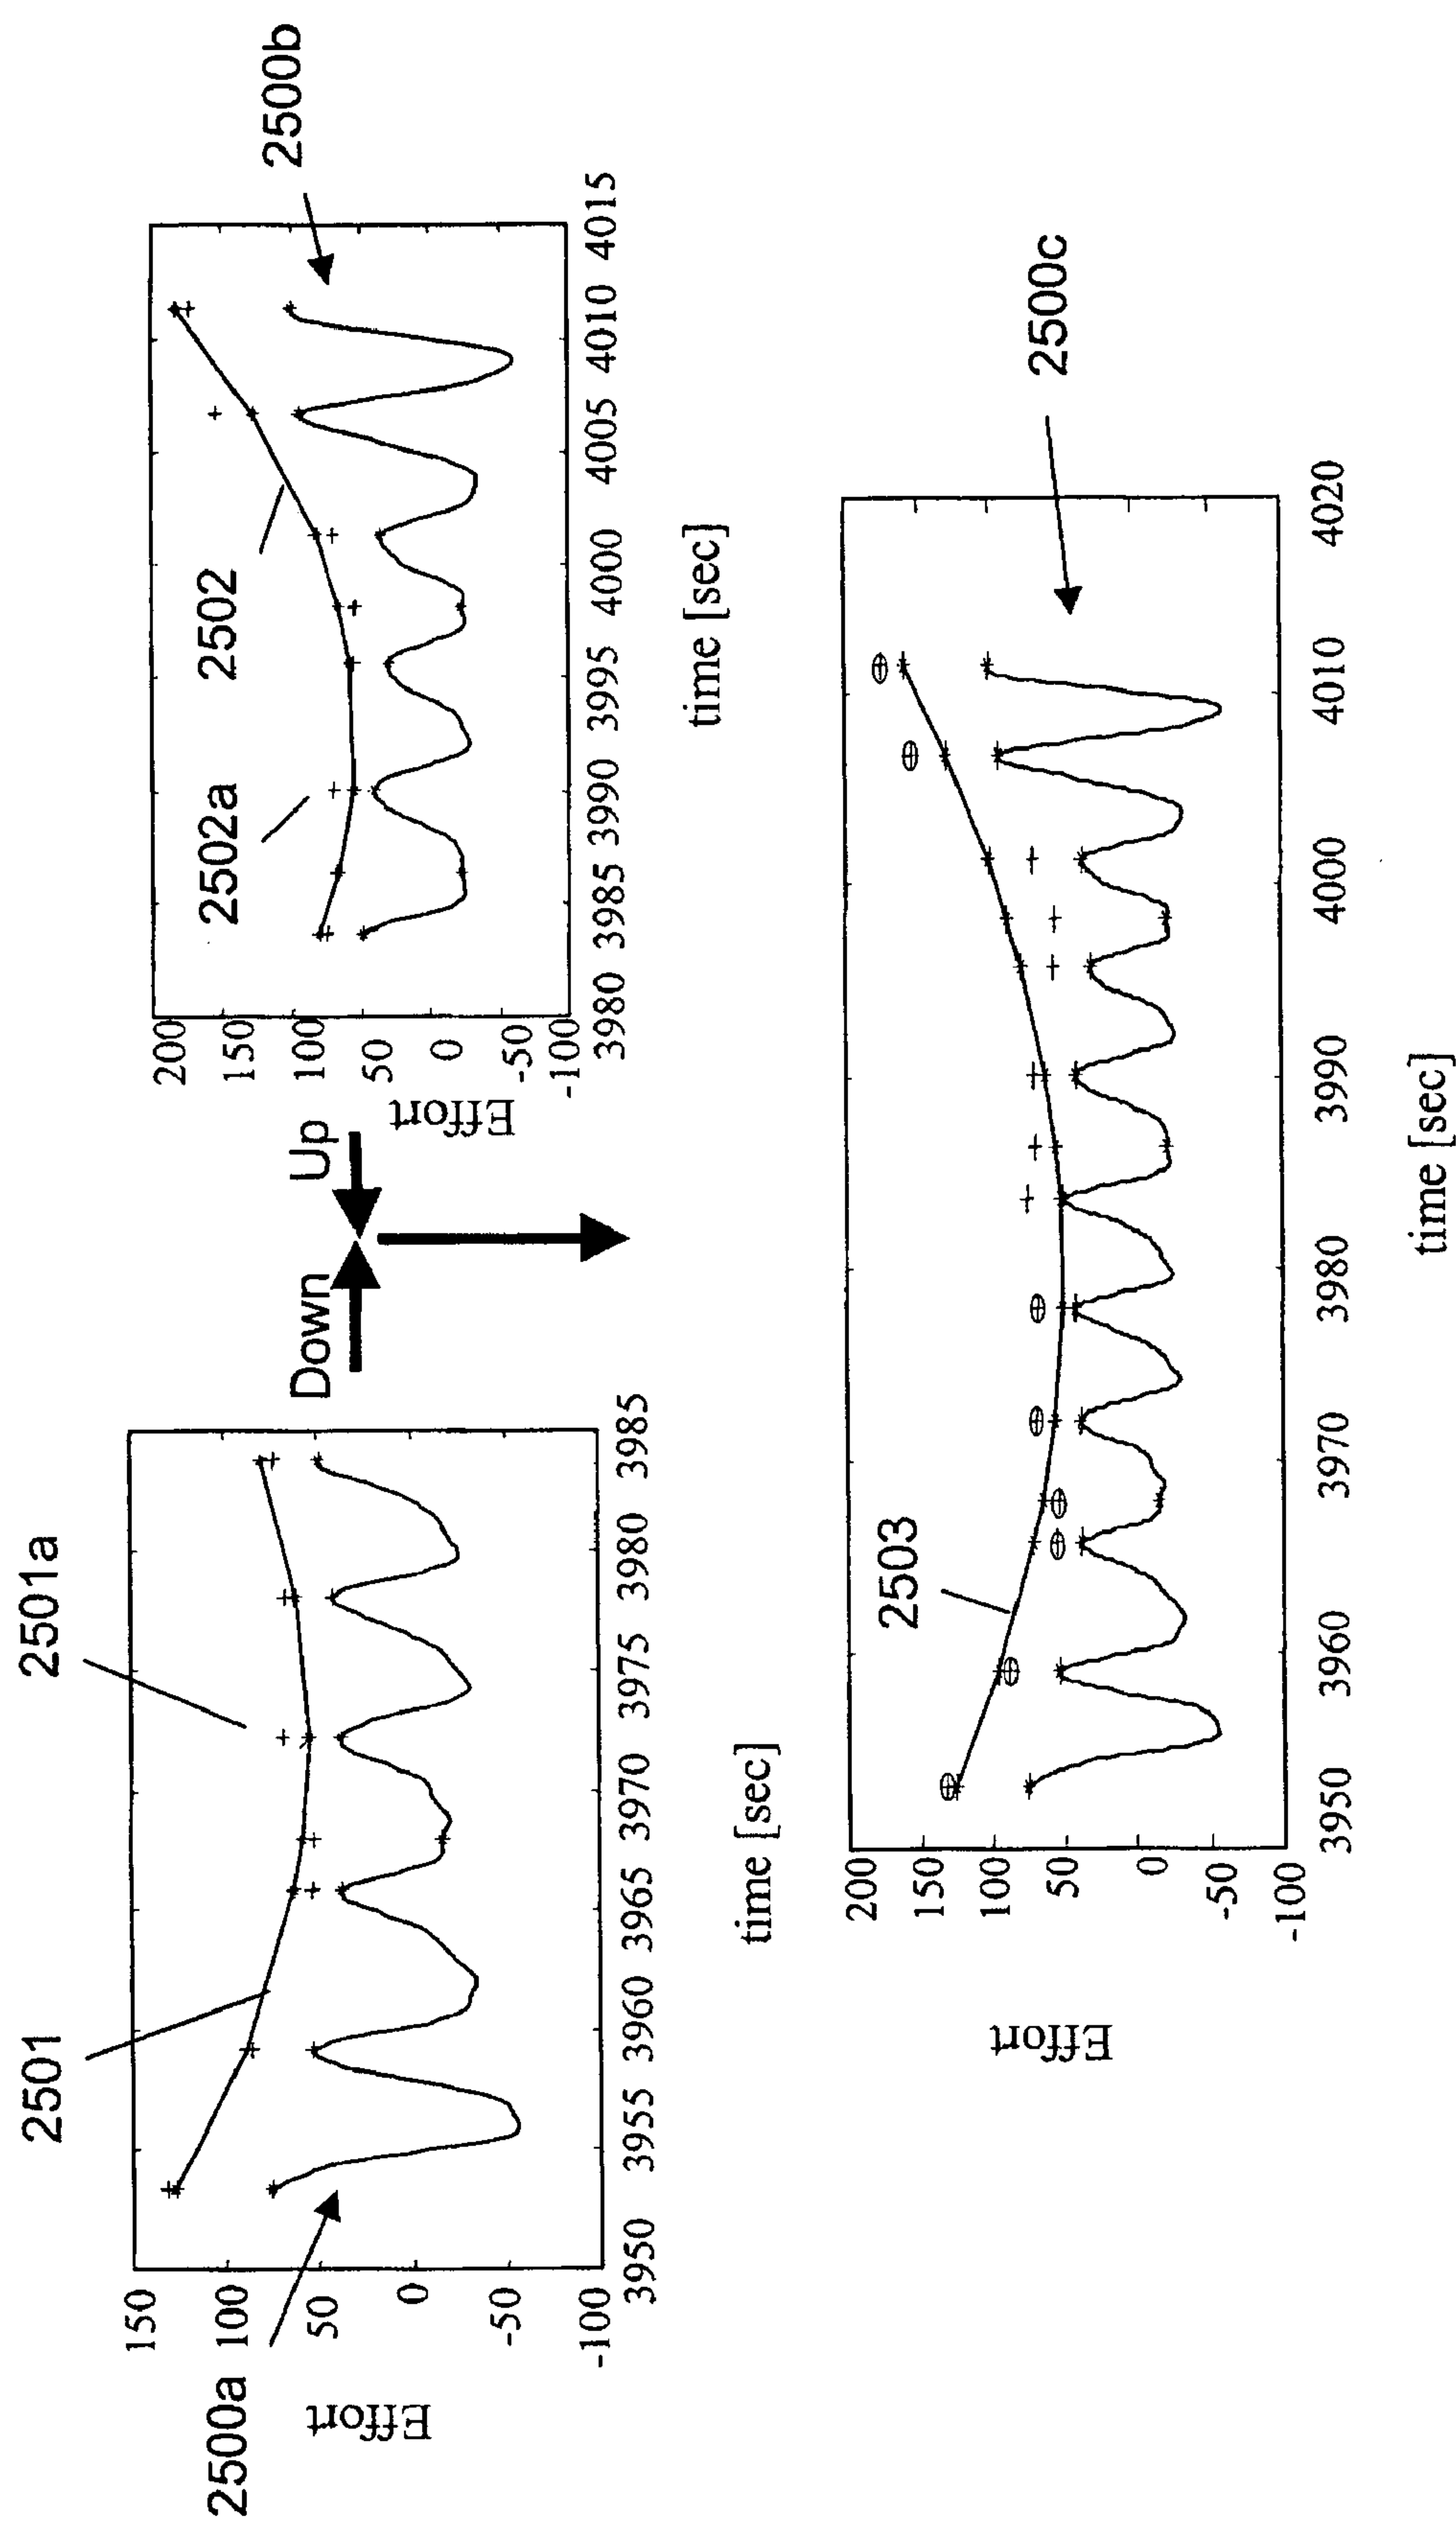 2501
2501a
2500a
150
100
50
0
-50
-100
Effort
3950 3955 3960 3965 3970 3975 3980 3985
time [sec]
Down
Up
2502a
2502
2500b
200
150
100
50
0
-50
-100
Effort
3980 3985 3990 3995 4000 4005 4010 4015
time [sec]
2503
2500c
200
150
100
50
0
-50
-100
Effort
3950 3960 3970 3980 3990 4000 4010 4020
time [sec]